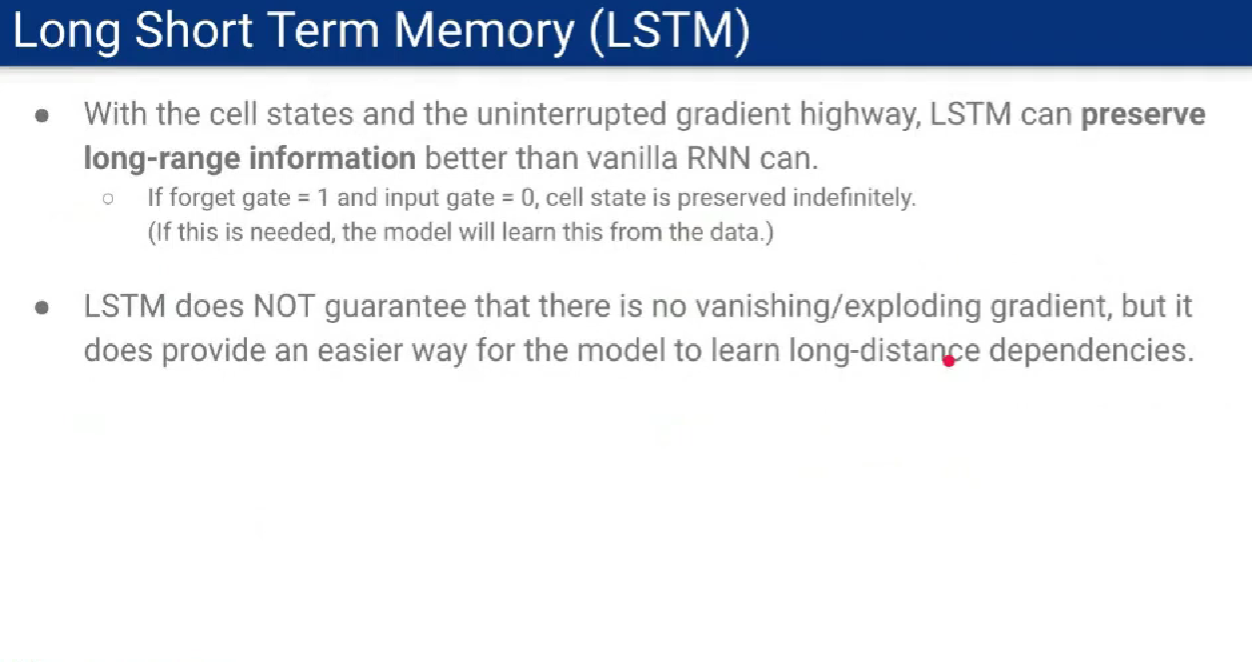 Long Short Term Memory (LSTM)
● With the cell states and the uninterrupted gradient highway, LSTM can preserve
long-range information better than vanilla RNN can.
○ If forget gate = 1 and input gate = 0, cell state is preserved indefinitely.
(If this is needed, the model will learn this from the data.)
● LSTM does NOT guarantee that there is no vanishing/exploding gradient, but it
does provide an easier way for the model to learn long-distance dependencies.